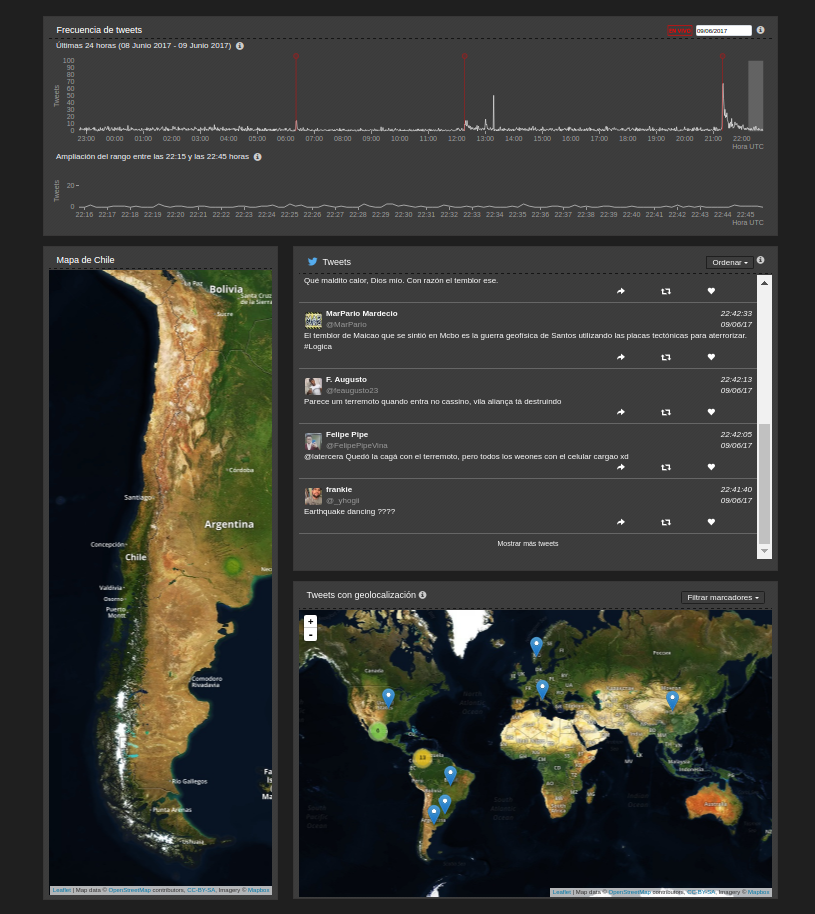 Frecuencia de tweets
09/06/2017
Últimas 24 horas (08 Junio 2017 - 09 Junio 2017)
Tweets
100
90
80
70
60
50
40
30
20
10
0
23:00 00:00 01:00 02:00 03:00 04:00 05:00 06:00 07:00 08:00 09:00 10:00 11:00 12:00 13:00 14:00 15:00 16:00 17:00 18:00 19:00 20:00 21:00 22:00
Hora UTC
Ampliación del rango entre las 22:15 y las 22:45 horas
Tweets
20
0
22:16 22:17 22:18 22:19 22:20 22:21 22:22 22:23 22:24 22:25 22:26 22:27 22:28 22:29 22:30 22:31 22:32 22:33 22:34 22:35 22:36 22:37 22:38 22:39 22:40 22:41 22:42 22:43 22:44 22:45
Hora UTC
Mapa de Chile
La Paz
Bolivia
Santa Cruz
de la Sierra
Sucre
Córdoba
Santiago
Argentina
Concepción
Chile
Valdivia
Osorno
Puerto
Montt
Comodoro
Rivadavia
Río Gallegos
Punta Arenas
Ushuaia
Leaflet | Map data © OpenStreetMap contributors, CC-BY-SA, Imagery © Mapbox
Tweets
Ordenar
Qué maldito calor, Dios mío. Con razón el temblor ese.
MarPario Mardecio
22:42:33
@MarPario
09/06/17
El temblor de Maicao que se sintió en Mcbo es la guerra geofísica de Santos utilizando las placas tectónicas para aterrorizar.
#Logica
F. Augusto
22:42:13
@feaugusto23
09/06/17
Parece um terremoto quando entra no cassino, vila aliança tá destruindo
Felipe Pipe
22:42:05
@FelipePipeVina
09/06/17
@latercera Quedó la cagá con el terremoto, pero todos los weones con el celular cargao xd
frankie
22:41:40
@_yhogii
09/06/17
Earthquake dancing ????
Mostrar más tweets
Tweets con geolocalización
Filtrar marcadores
+
-
Canada
Россия
13
Malaysia
Indonesia
Leaflet | Map data © OpenStreetMap contributors, CC-BY-SA, Imagery © Mapbox